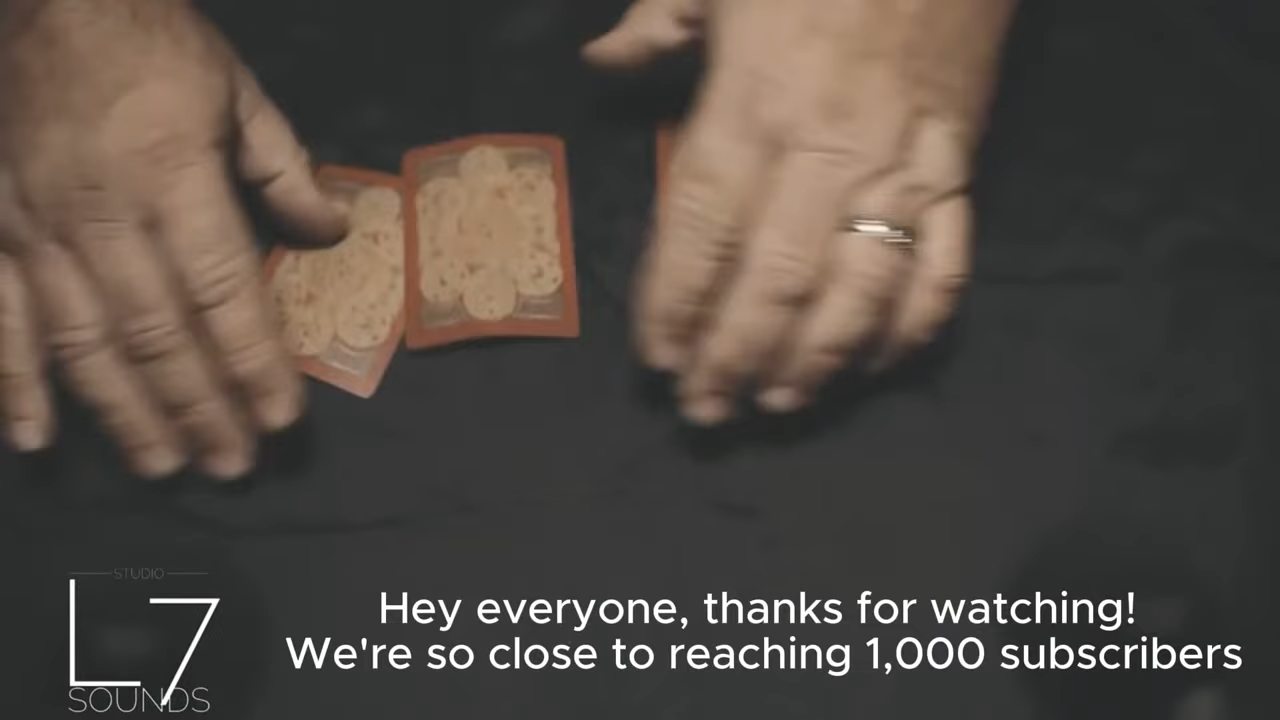 STUDIO
L7
SOUNDS
Hey everyone, thanks for watching!
We're so close to reaching 1,000 subscribers